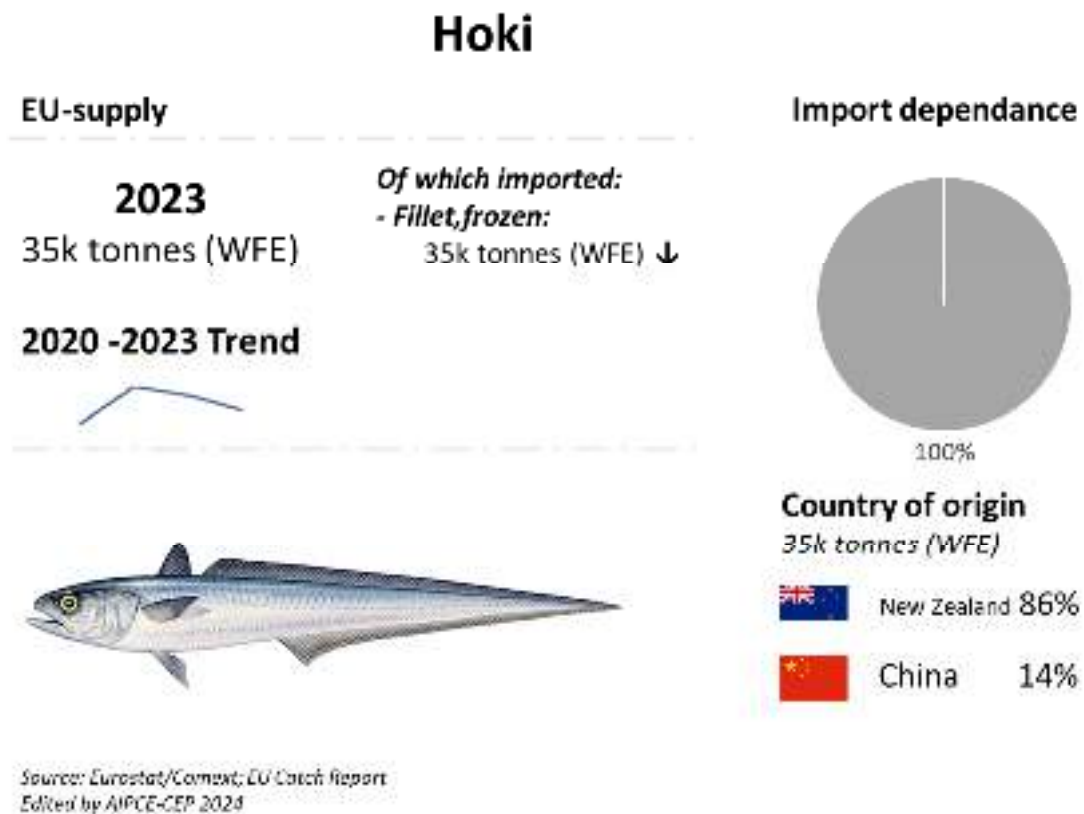 Hoki
EU-supply
2023
35k tonnes (WFE)
Of which imported:
- Fillet,frozen:
35k tonnes (WFE) ↓
2020 -2023 Trend
Import dependance
100%
Country of origin
35k tonnes (WFE)
New Zealand 86%
China 14%
Source: Eurostat/Comext; EU Catch Report
Edited by AIPCE-CEP 2024